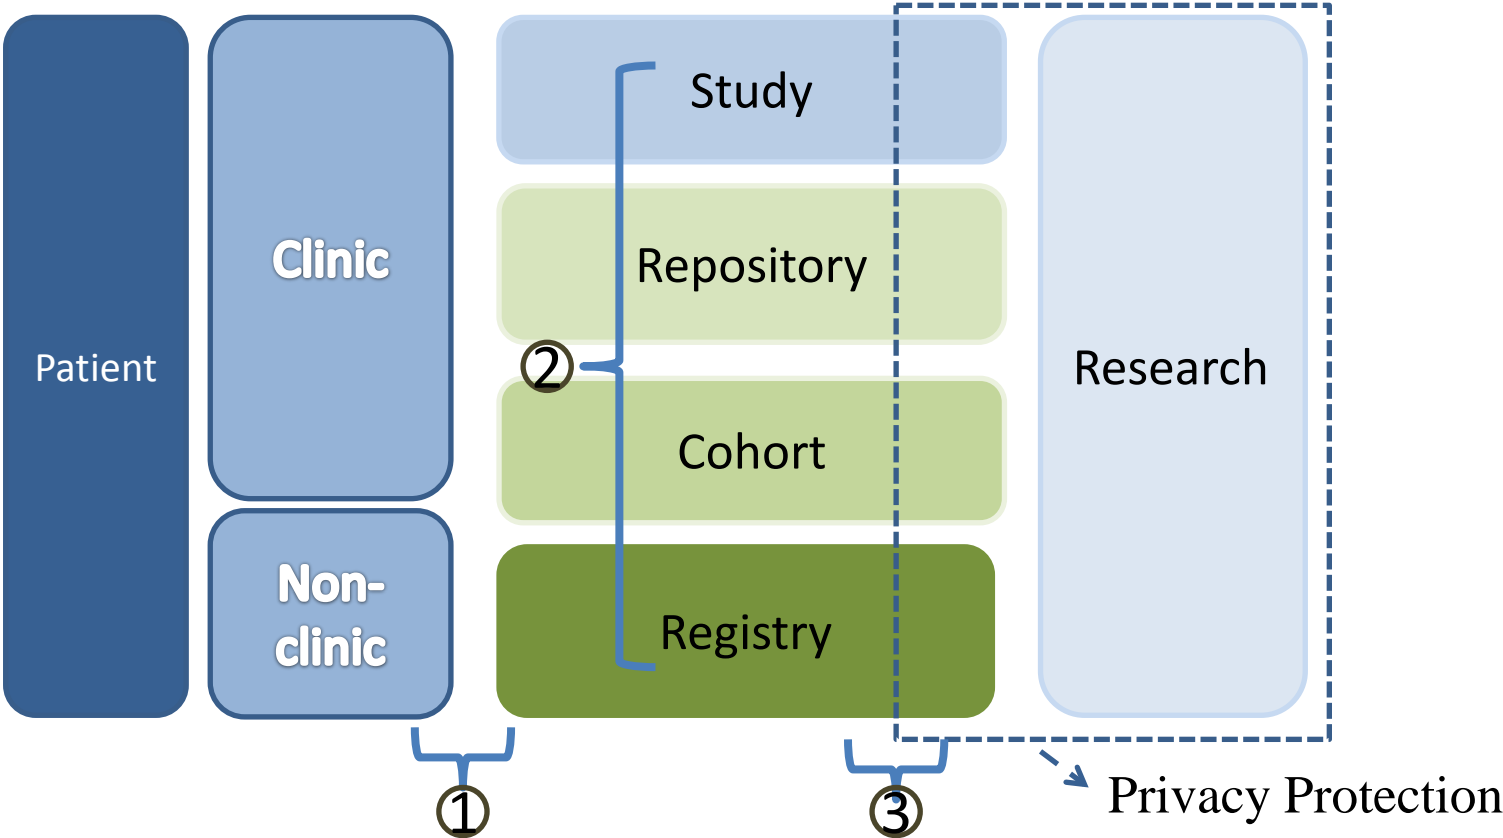 Patient
Clinic
Non-
clinic
Study
Repository
Cohort
Registry
Research
2
1
3
Privacy Protection